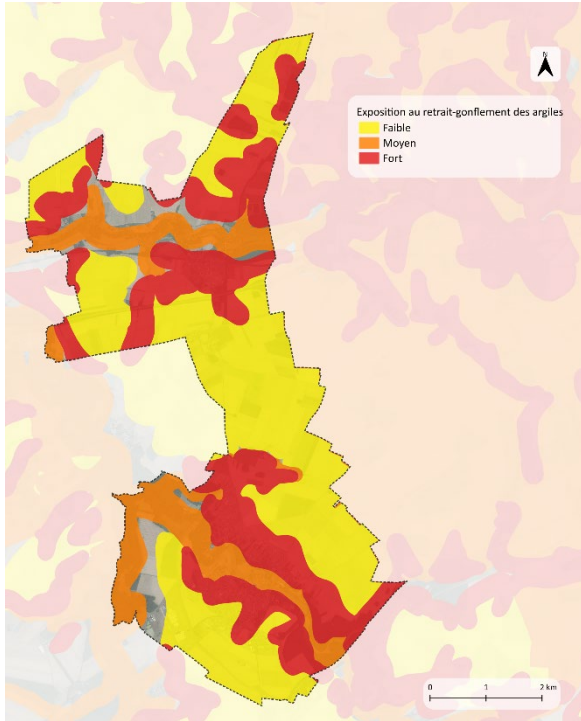 N
Exposition au retrait-gonflement des argiles
Faible
Moyen
Fort
0 1 2 km